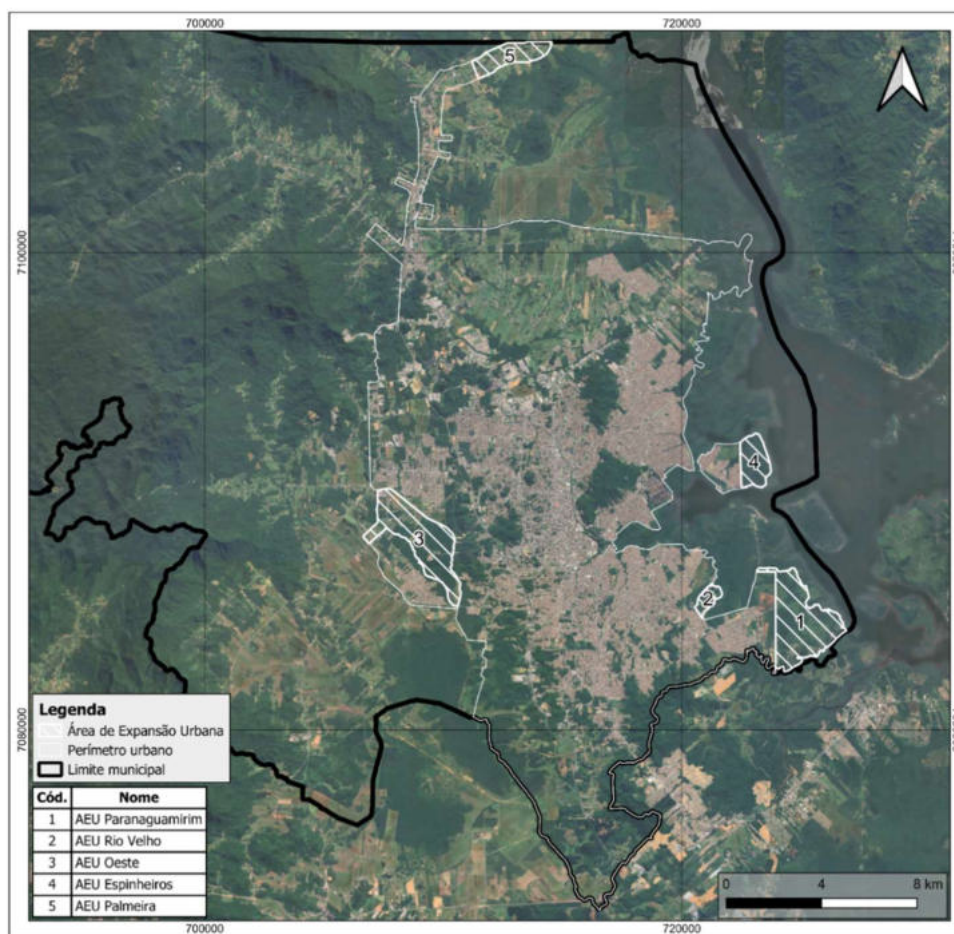 700000 720000
7100000
5
4
3
2
1
7080000
Legenda
Área de Expansão Urbana
Perímetro urbano
Limite municipal
Cód. Nome
1 AEU Paranaguamirim
2 AEU Rio Velho
3 AEU Oeste
4 AEU Espinheiros
5 AEU Palmeira
0 4 8 km
700000 720000